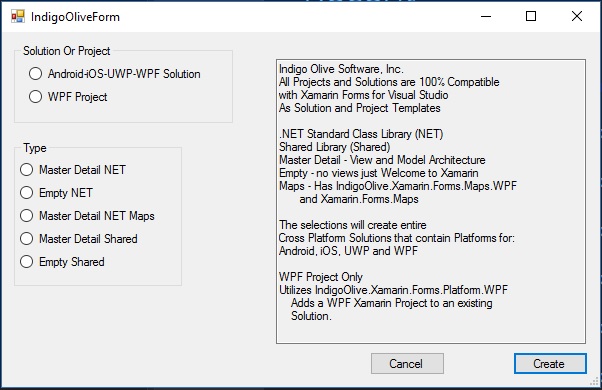 IndigoOliveForm
Solution Or Project
Android-iOS-UWP-WPF Solution
WPF Project
Type
Master Detail NET
Empty NET
Master Detail NET Maps
Master Detail Shared
Empty Shared
Indigo Olive Software, Inc.
All Projects and Solutions are 100% Compatible
with Xamarin Forms for Visual Studio
As Solution and Project Templates
.NET Standard Class Library (NET)
Shared Library (Shared)
Master Detail - View and Model Architecture
Empty - no views just Welcome to Xamarin
Maps - Has IndigoOlive.Xamarin.Forms.Maps.WPF
and Xamarin.Forms.Maps
The selections will create entire
Cross Platform Solutions that contain Platforms for:
Android, iOS, UWP and WPF
WPF Project Only
Utilizes IndigoOlive.Xamarin.Forms.Platform.WPF
Adds a WPF Xamarin Project to an existing
Solution.
Cancel
Create